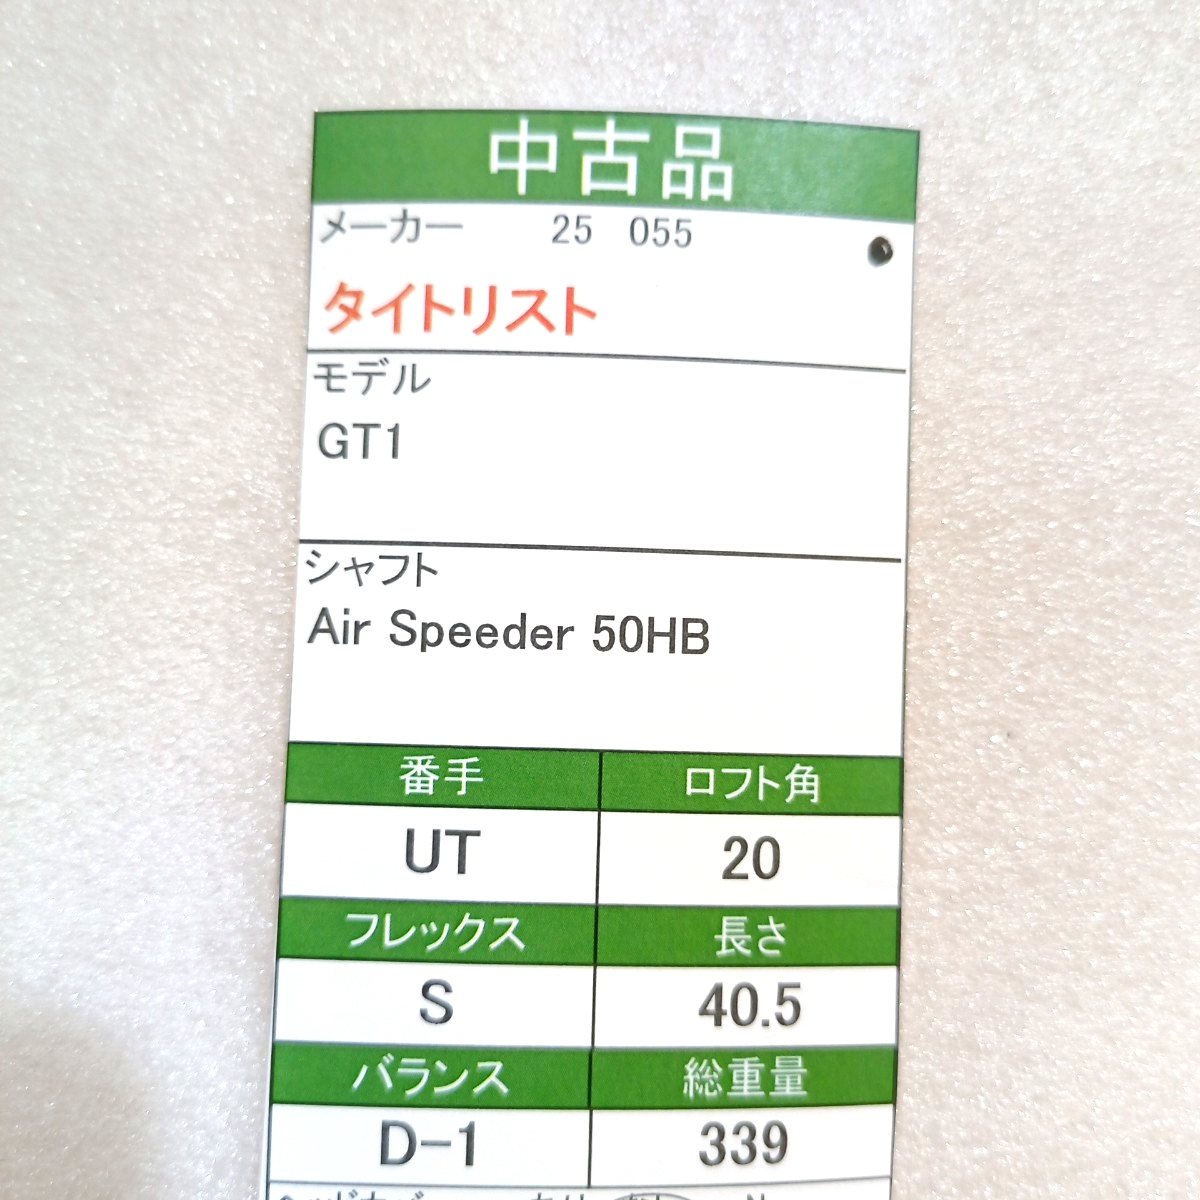 中古品
メーカー 25 055
タイトリスト
モデル
GT1
シャフト
Air Speeder 50HB
番手 ロフト角
UT 20
フレックス 長さ
S 40.5
バランス 総重量
D-1 339